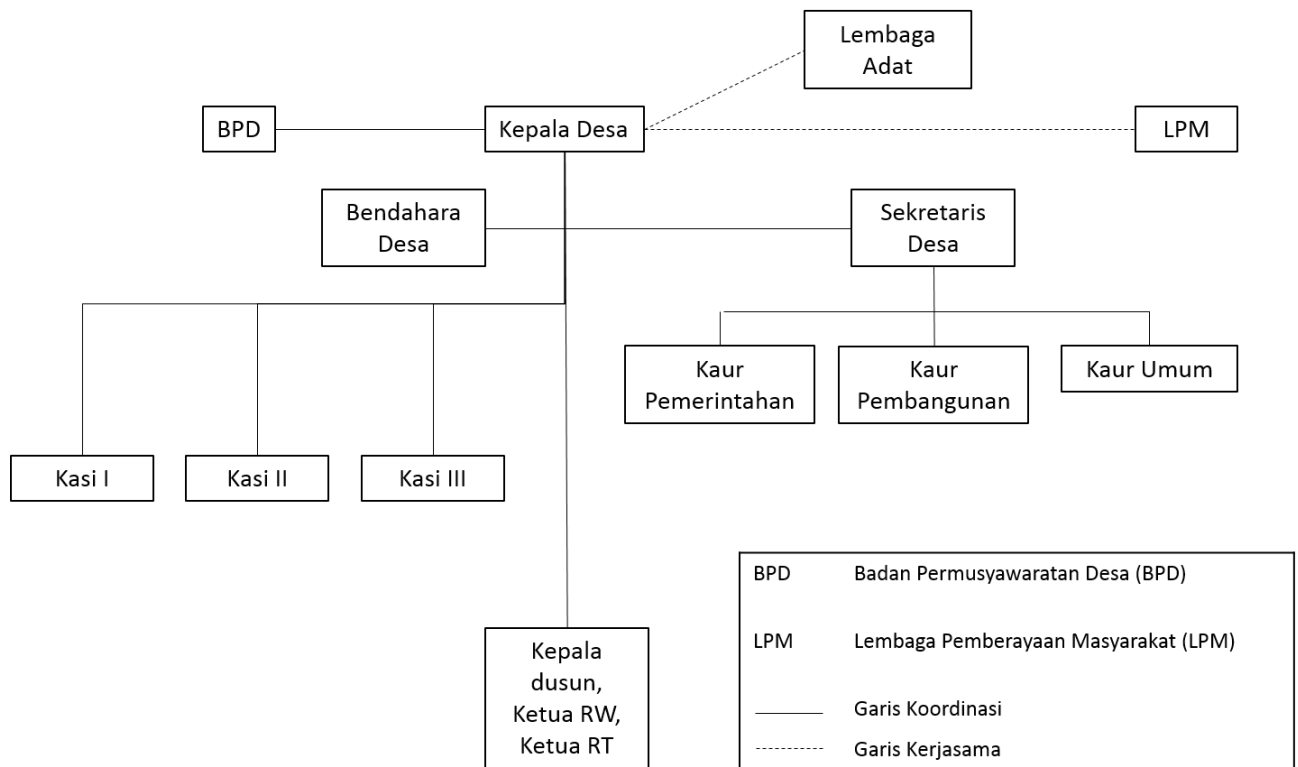 Lembaga
Adat
BPD
Kepala Desa
LPM
Bendahara
Desa
Sekretaris
Desa
Kaur
Pemerintahan
Kaur
Pembangunan
Kaur Umum
Kasi I
Kasi II
Kasi III
Kepala
dusun,
Ketua RW,
Ketua RT
BPD Badan Permusyawaratan Desa (BPD)
LPM Lembaga Pemberayaan Masyarakat (LPM)
Garis Koordinasi
Garis Kerjasama